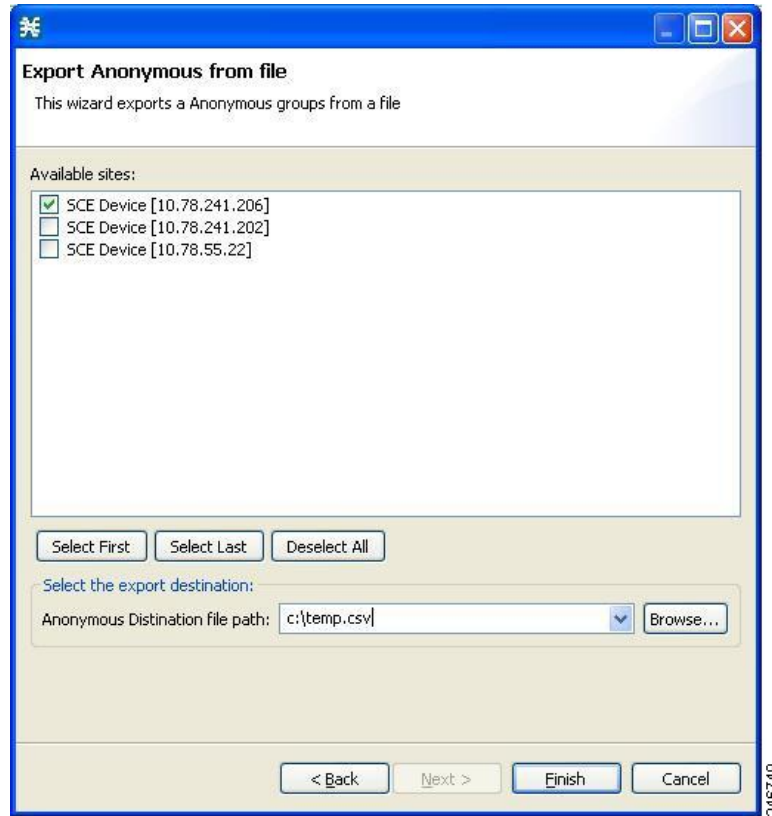 Export Anonymous from file
This wizard exports a Anonymous groups from a file
Available sites:
SCE Device [10.78.241.206]
SCE Device [10.78.241.202]
SCE Device [10.78.55.22]
Select First Select Last Deselect All
Select the export destination:
Anonymous Distination file path: c:\temp.csv Browse...
< Back Next > Finish Cancel